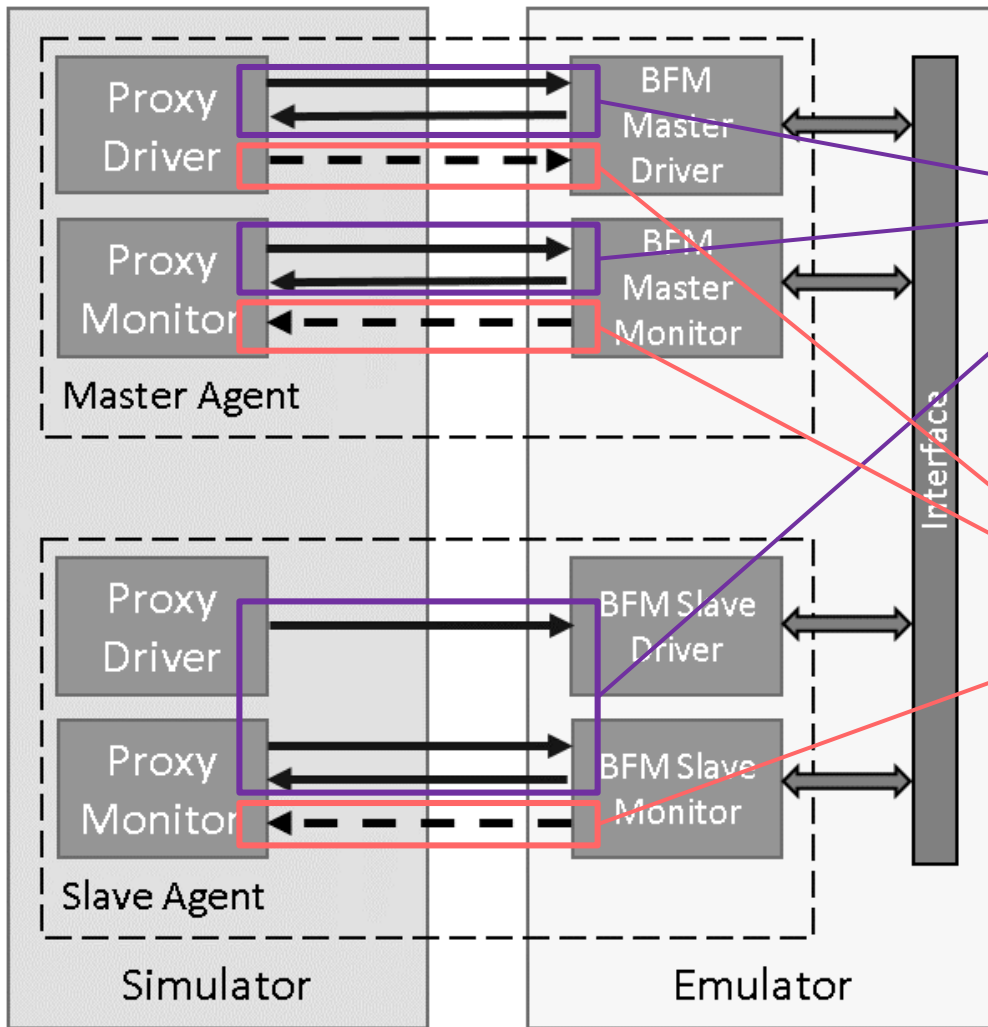 Proxy
Driver
BFM
Master
Driver
Proxy
Monitor
BFM
Master
Monitor
Master Agent
Interface
Proxy
Driver
BFM Slave
Driver
Proxy
Monitor
BFM Slave
Monitor
Slave Agent
Simulator
Emulator